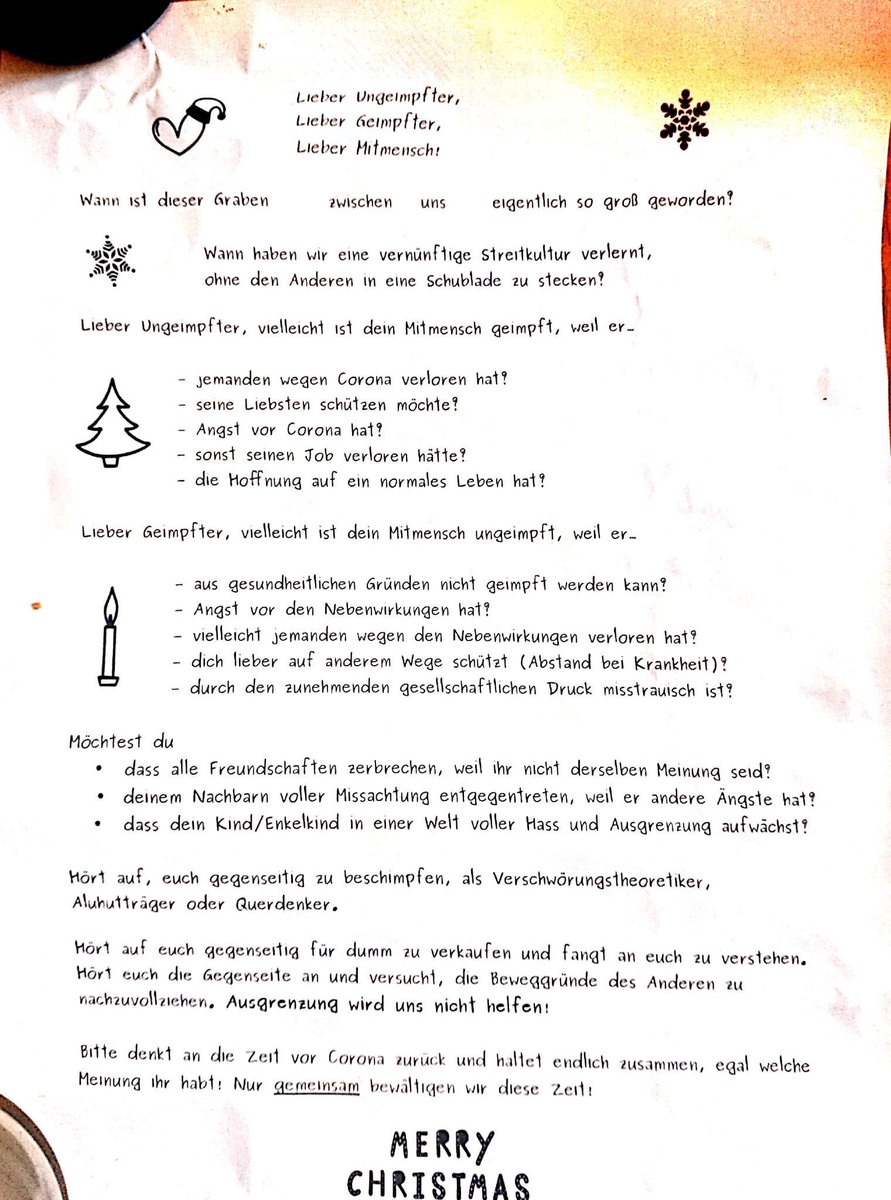 Lieber Ungeimpfter,
Lieber Geimpfter,
Lieber Mitmensch!
Wann ist dieser Graben zwischen uns eigentlich so groß geworden?
Wann haben wir eine vernünftige Streitkultur verlernt,
ohne den Anderen in eine Schublade zu stecken?
Lieber Ungeimpfter, vielleicht ist dein Mitmensch geimpft, weil er…
- jemanden wegen Corona verloren hat?
- seine Liebsten schützen möchte?
- Angst vor Corona hat?
- sonst seinen Job verloren hätte?
- die Hoffnung auf ein normales Leben hat?
Lieber Geimpfter, vielleicht ist dein Mitmensch ungeimpft, weil er…
- aus gesundheitlichen Gründen nicht geimpft werden kann?
- Angst vor den Nebenwirkungen hat?
- vielleicht jemanden wegen den Nebenwirkungen verloren hat?
- dich lieber auf anderem Wege schützt (Abstand bei Krankheit)?
- durch den zunehmenden gesellschaftlichen Druck misstrauisch ist?
Möchtest du
• dass alle Freundschaften zerbrechen, weil ihr nicht derselben Meinung seid?
• deinem Nachbarn voller Missachtung entgegentreten, weil er andere Ängste hat?
• dass dein Kind/Enkelkind in einer Welt voller Hass und Ausgrenzung aufwächst?
Hört auf, euch gegenseitig zu beschimpfen, als Verschwörungstheoretiker,
Aluhutträger oder Querdenker.
Hört auf euch gegenseitig für dumm zu verkaufen und fangt an euch zu verstehen.
Hört euch die Gegenseite an und versucht, die Beweggründe des Anderen zu
nachzuvollziehen. Ausgrenzung wird uns nicht helfen!
Bitte denkt an die Zeit vor Corona zurück und haltet endlich zusammen, egal welche
Meinung ihr habt! Nur gemeinsam bewältigen wir diese Zeit!
MERRY
CHRISTMAS